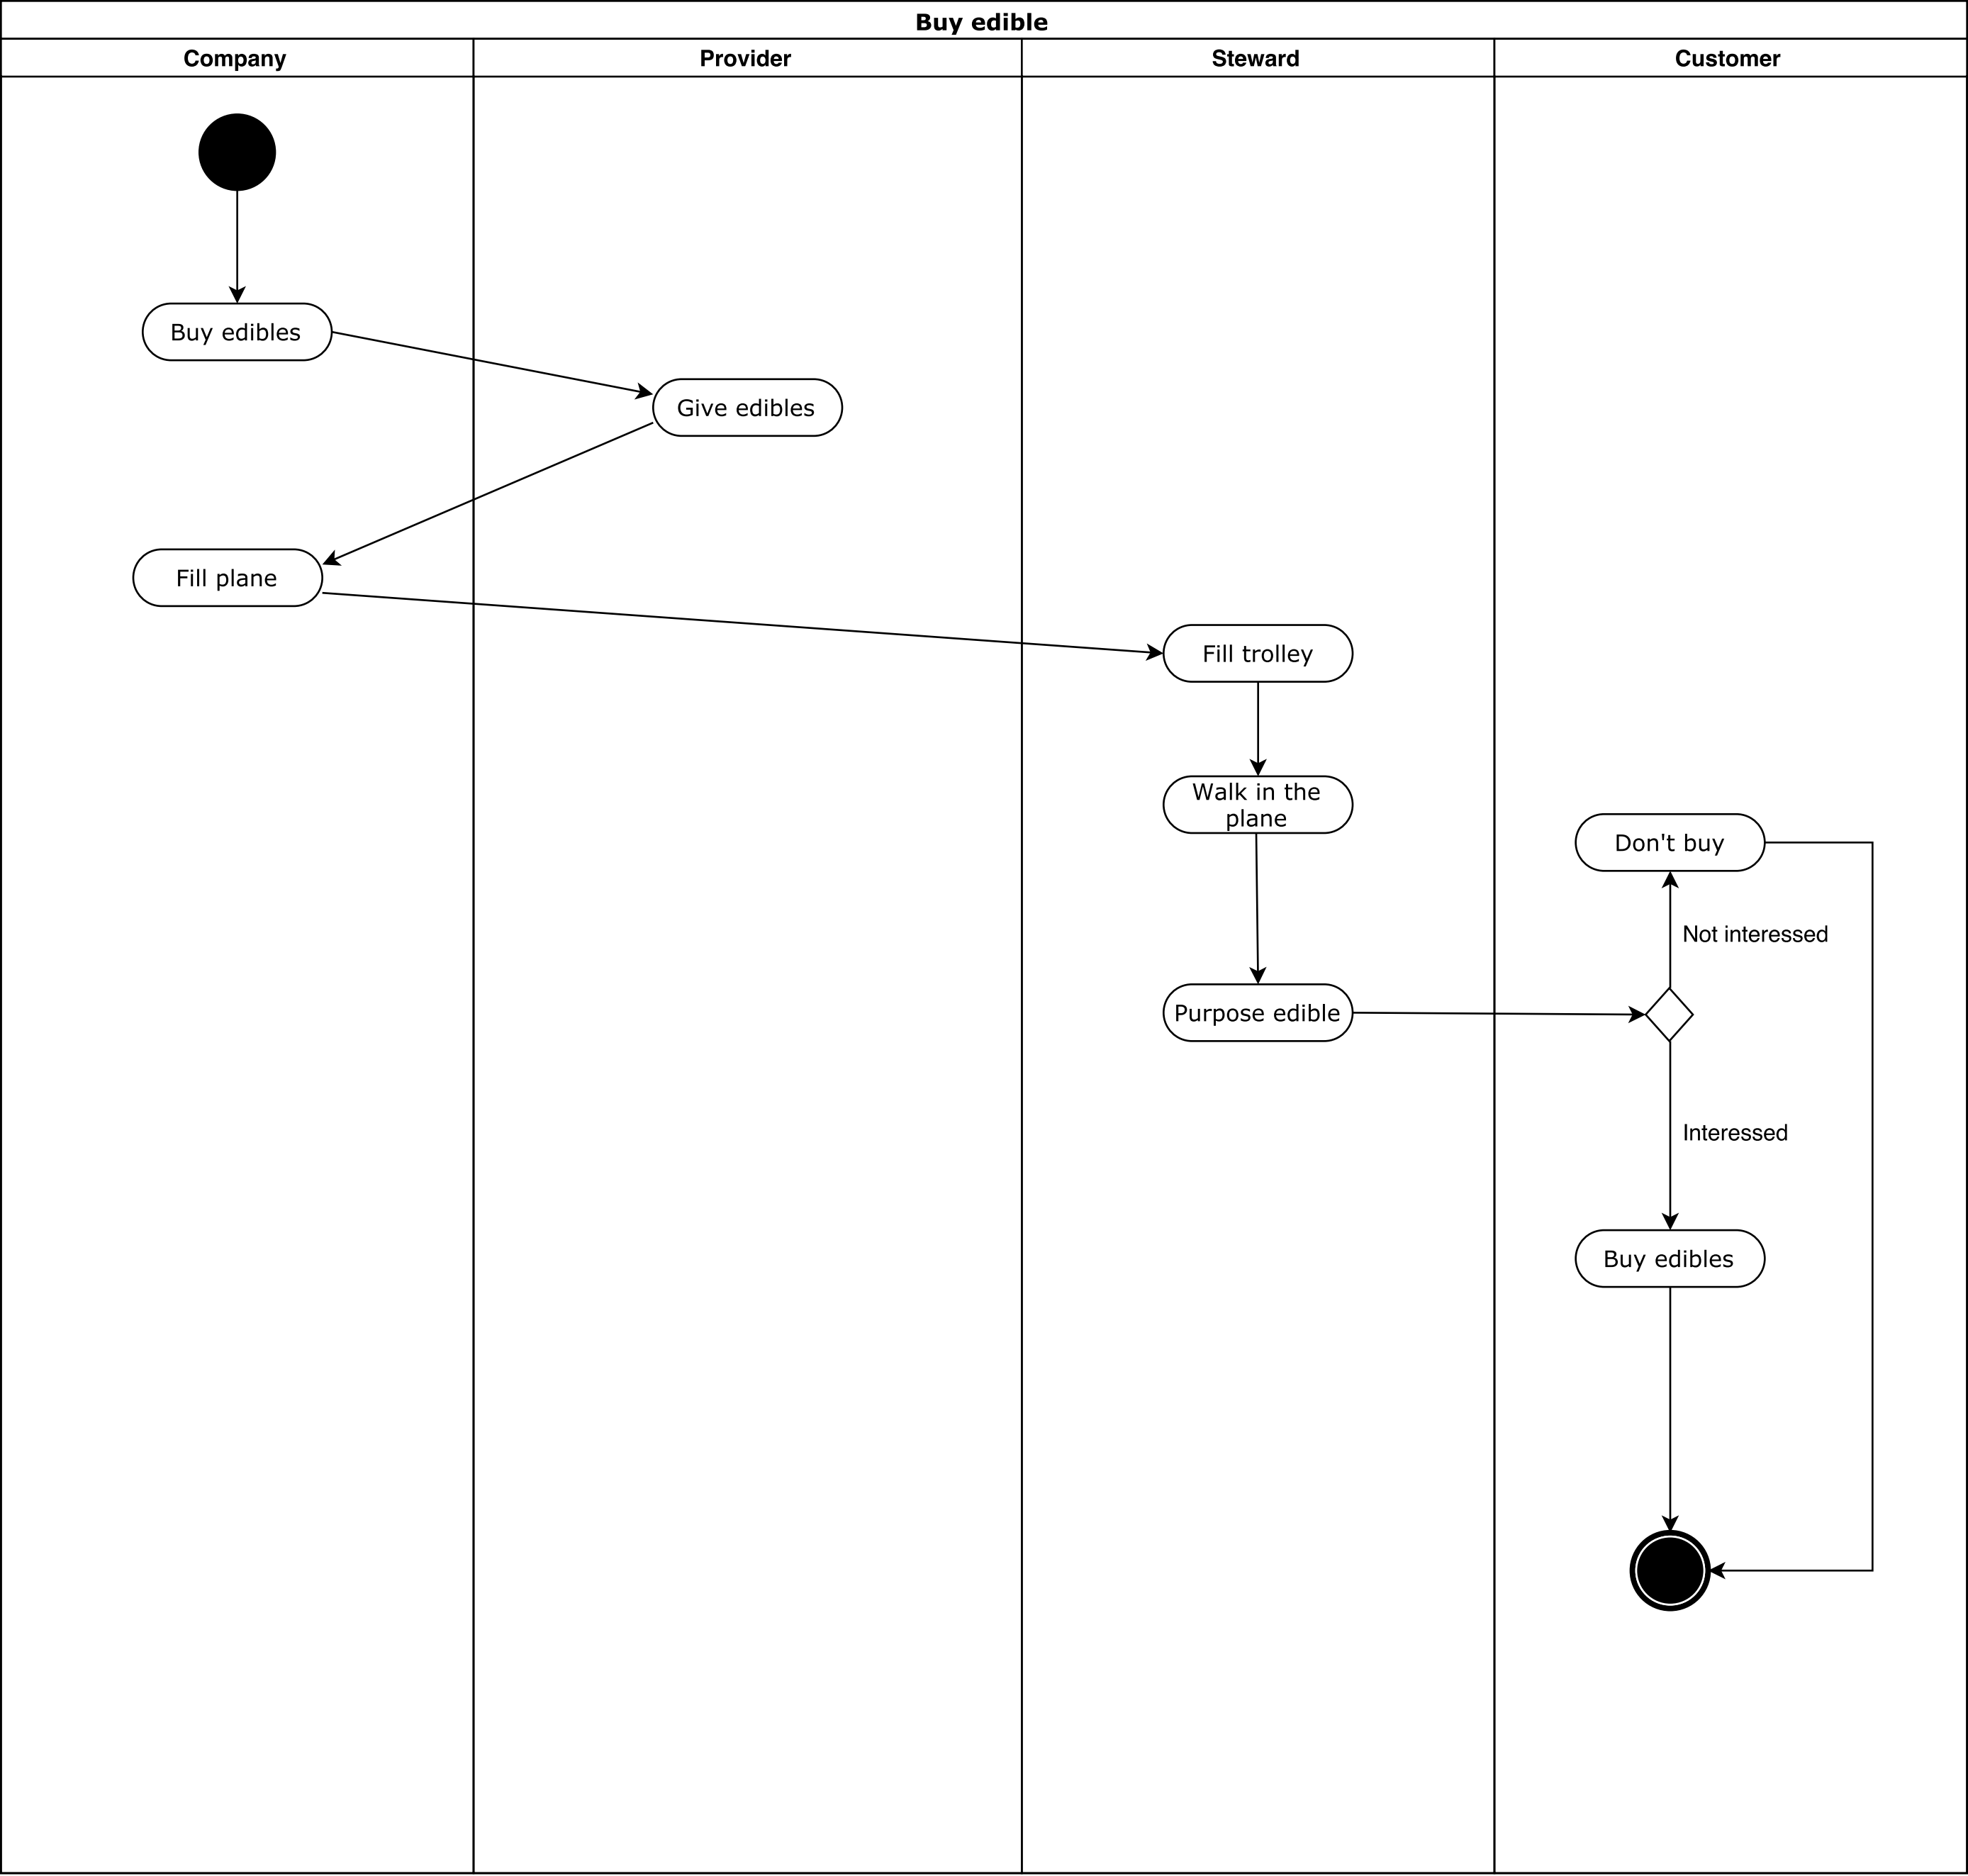 Buy edible
Company
Provider
Steward
Customer
Buy edibles
Give edibles
Fill plane
Fill trolley
Walk in the
plane
Don't buy
Not interessed
Purpose edible
Interessed
Buy edibles